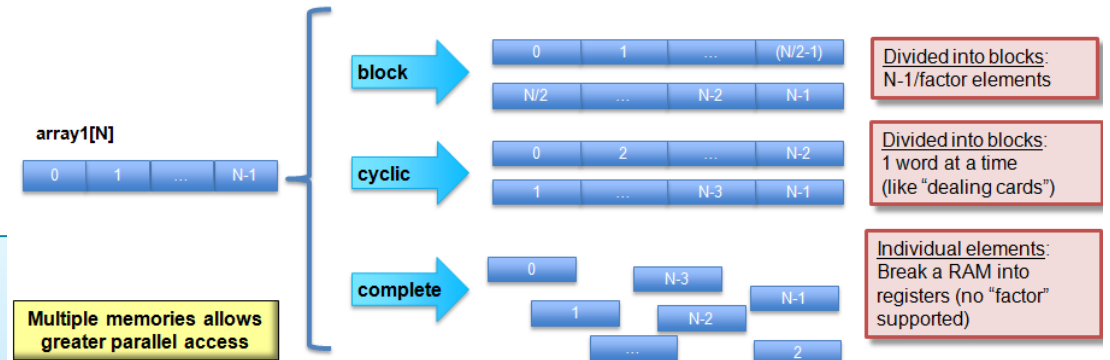 array1[N]
0 1 ... N-1
Multiple memories allows
greater parallel access
block
0 1 ... (N/2-1)
N/2 ... N-2 N-1
Divided into blocks:
N-1/factor elements
cyclic
0 2 ... N-2
1 ... N-3 N-1
Divided into blocks:
1 word at a time
(like “dealing cards”)
complete
0
N-3
N-1
1
N-2
...
2
Individual elements:
Break a RAM into
registers (no “factor”
supported)